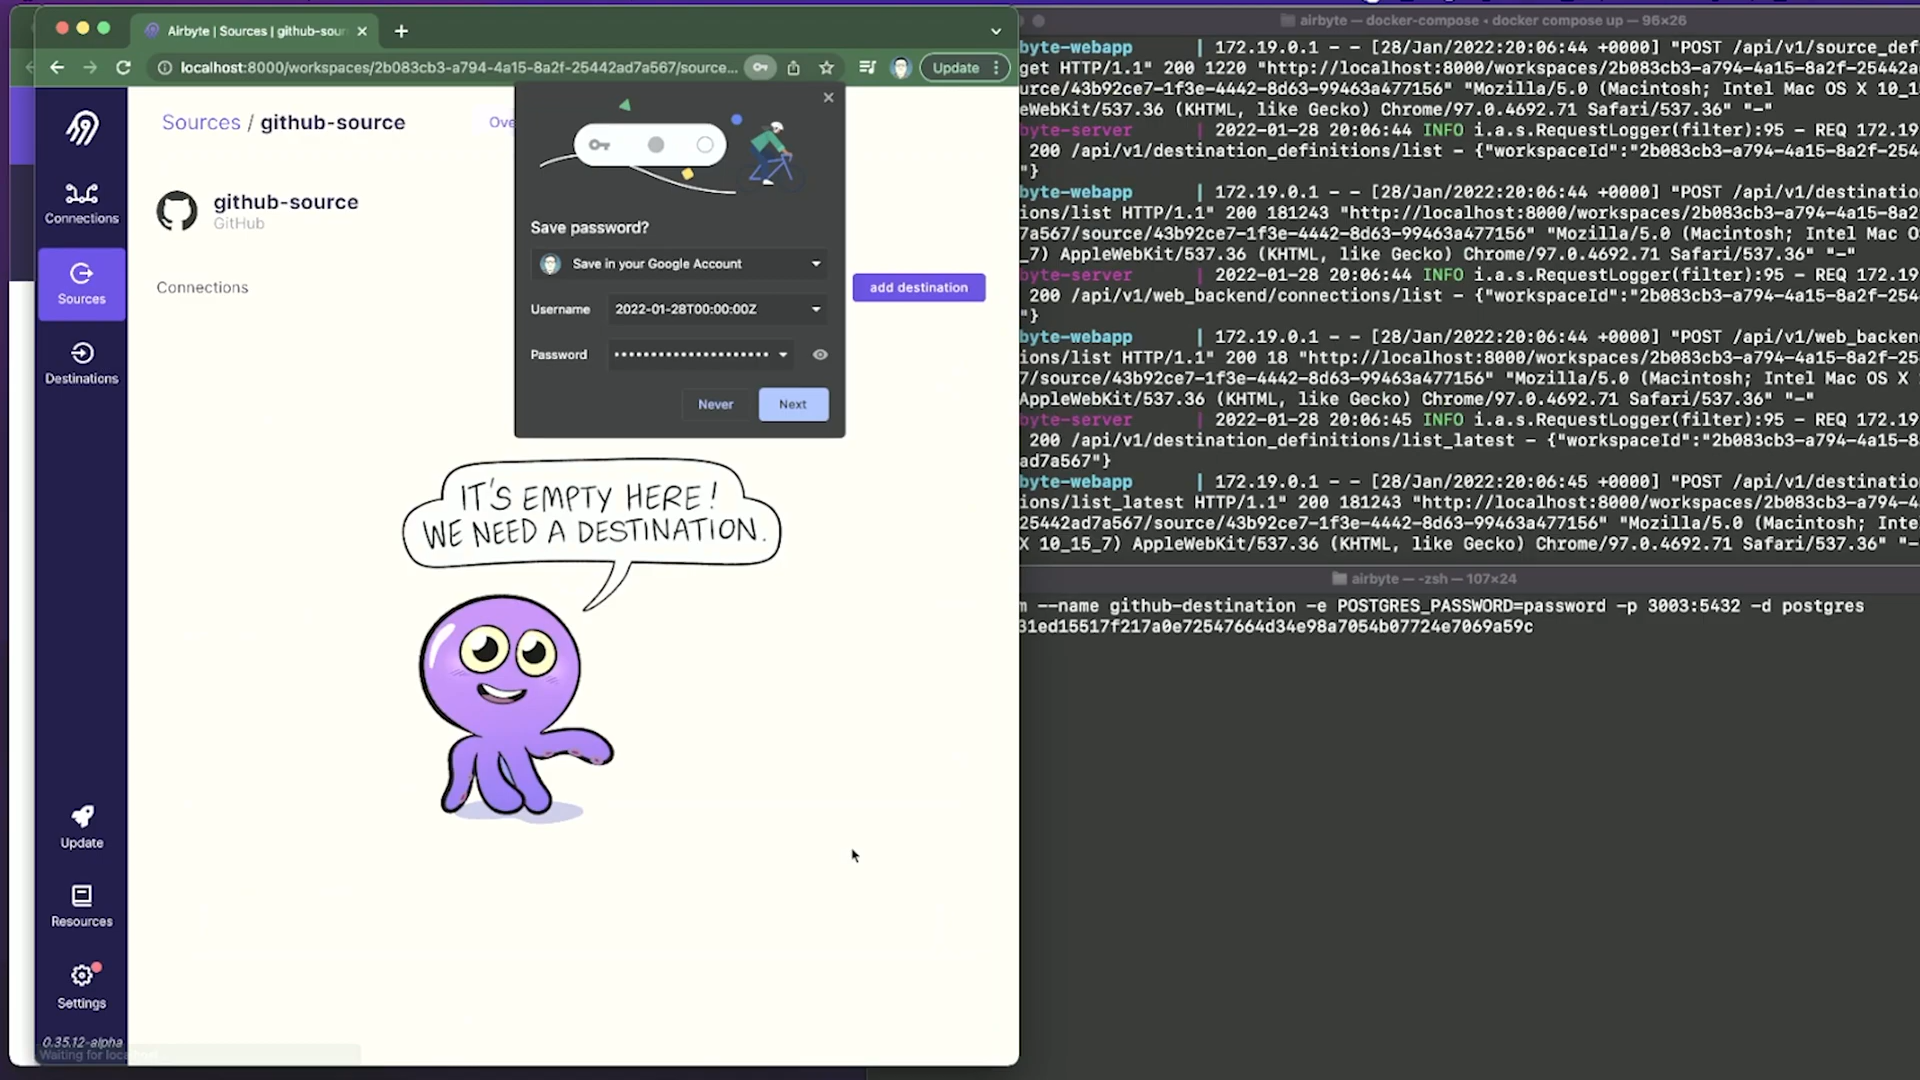 Airbyte | Sources | github-sour
localhost:8000/workspaces/2b083cb3-a794-4a15-8a2f-25442ad7a567/source...
Update
Sources / github-source
Ove
github-source
GitHub
Connections
add destination
Connections
Sources
Destinations
Update
Resources
Settings
0.35.12-alpha
Waiting for loca
Save password?
Save in your Google Account
Username 2022-01-28T00:00:00Z
Password
Never Next
IT'S EMPTY HERE!
WE NEED A DESTINATION.
airbyte — docker-compose • docker compose up — 96×26
byte-webapp | 172.19.0.1 - - [28/Jan/2022:20:06:44 +0000] "POST /api/v1/source_def
get HTTP/1.1" 200 1220 "http://localhost:8000/workspaces/2b083cb3-a794-4a15-8a2f-25442a
urce/43b92ce7-1f3e-4442-8d63-99463a477156" "Mozilla/5.0 (Macintosh; Intel Mac OS X 10_15
eWebKit/537.36 (KHTML, like Gecko) Chrome/97.0.4692.71 Safari/537.36" "-"
byte-server | 2022-01-28 20:06:44 INFO i.a.s.RequestLogger(filter):95 - REQ 172.19
200 /api/v1/destination_definitions/list - {"workspaceId":"2b083cb3-a794-4a15-8a2f-254
"}
byte-webapp | 172.19.0.1 - - [28/Jan/2022:20:06:44 +0000] "POST /api/v1/destinatio
ions/list HTTP/1.1" 200 181243 "http://localhost:8000/workspaces/2b083cb3-a794-4a15-8a2
7a567/source/43b92ce7-1f3e-4442-8d63-99463a477156" "Mozilla/5.0 (Macintosh; Intel Mac O
_7) AppleWebKit/537.36 (KHTML, like Gecko) Chrome/97.0.4692.71 Safari/537.36" "-"
byte-server | 2022-01-28 20:06:44 INFO i.a.s.RequestLogger(filter):95 - REQ 172.19
200 /api/v1/web_backend/connections/list - {"workspaceId":"2b083cb3-a794-4a15-8a2f-254
"}
byte-webapp | 172.19.0.1 - - [28/Jan/2022:20:06:44 +0000] "POST /api/v1/web_backen
ions/list HTTP/1.1" 200 18 "http://localhost:8000/workspaces/2b083cb3-a794-4a15-8a2f-25
7/source/43b92ce7-1f3e-4442-8d63-99463a477156" "Mozilla/5.0 (Macintosh; Intel Mac OS X
AppleWebKit/537.36 (KHTML, like Gecko) Chrome/97.0.4692.71 Safari/537.36" "-"
byte-server | 2022-01-28 20:06:45 INFO i.a.s.RequestLogger(filter):95 - REQ 172.19
200 /api/v1/destination_definitions/list_latest - {"workspaceId":"2b083cb3-a794-4a15-8
ad7a567"}
byte-webapp | 172.19.0.1 - - [28/Jan/2022:20:06:45 +0000] "POST /api/v1/destinatio
ions/list_latest HTTP/1.1" 200 181243 "http://localhost:8000/workspaces/2b083cb3-a794-4
25442ad7a567/source/43b92ce7-1f3e-4442-8d63-99463a477156" "Mozilla/5.0 (Macintosh; Inte
X 10_15_7) AppleWebKit/537.36 (KHTML, like Gecko) Chrome/97.0.4692.71 Safari/537.36" "-
airbyte — -zsh — 107×24
m --name github-destination -e POSTGRES_PASSWORD=password -p 3003:5432 -d postgres
31ed15517f217a0e72547664d34e98a7054b07724e7069a59c